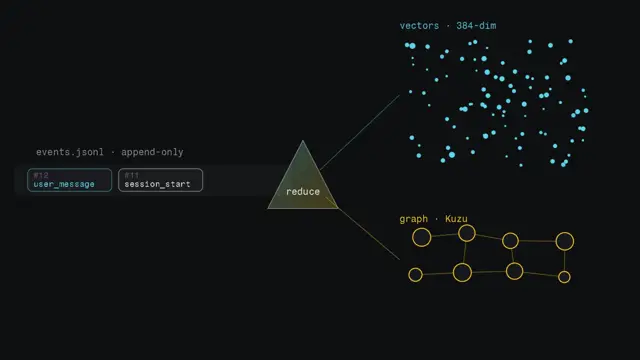 vectors · 384-dim
events.jsonl · append-only
#12
user_message
#11
session_start
reduce
graph · Kuzu